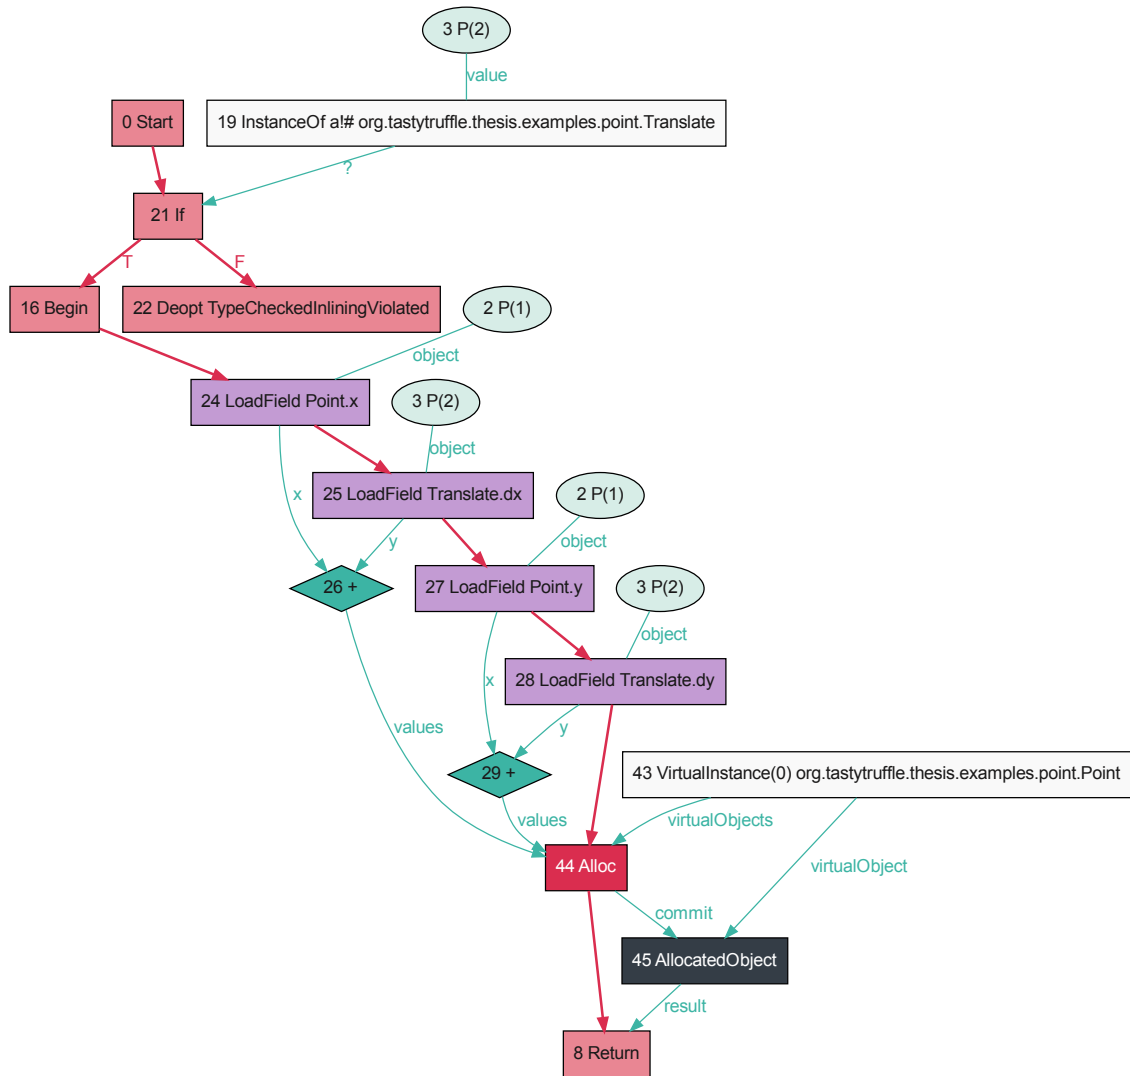 3 P(2)
value
0 Start
19 InstanceOf a!# org.tastytruffle.thesis.examples.point.Translate
?
21 If
T
F
16 Begin
22 Deopt TypeCheckedInliningViolated
2 P(1)
object
24 LoadField Point.x
3 P(2)
object
x
25 LoadField Translate.dx
2 P(1)
y
object
26 +
27 LoadField Point.y
3 P(2)
object
x
28 LoadField Translate.dy
values
y
29 +
43 VirtualInstance(0) org.tastytruffle.thesis.examples.point.Point
values
virtualObjects
44 Alloc
virtualObject
commit
45 AllocatedObject
result
8 Return